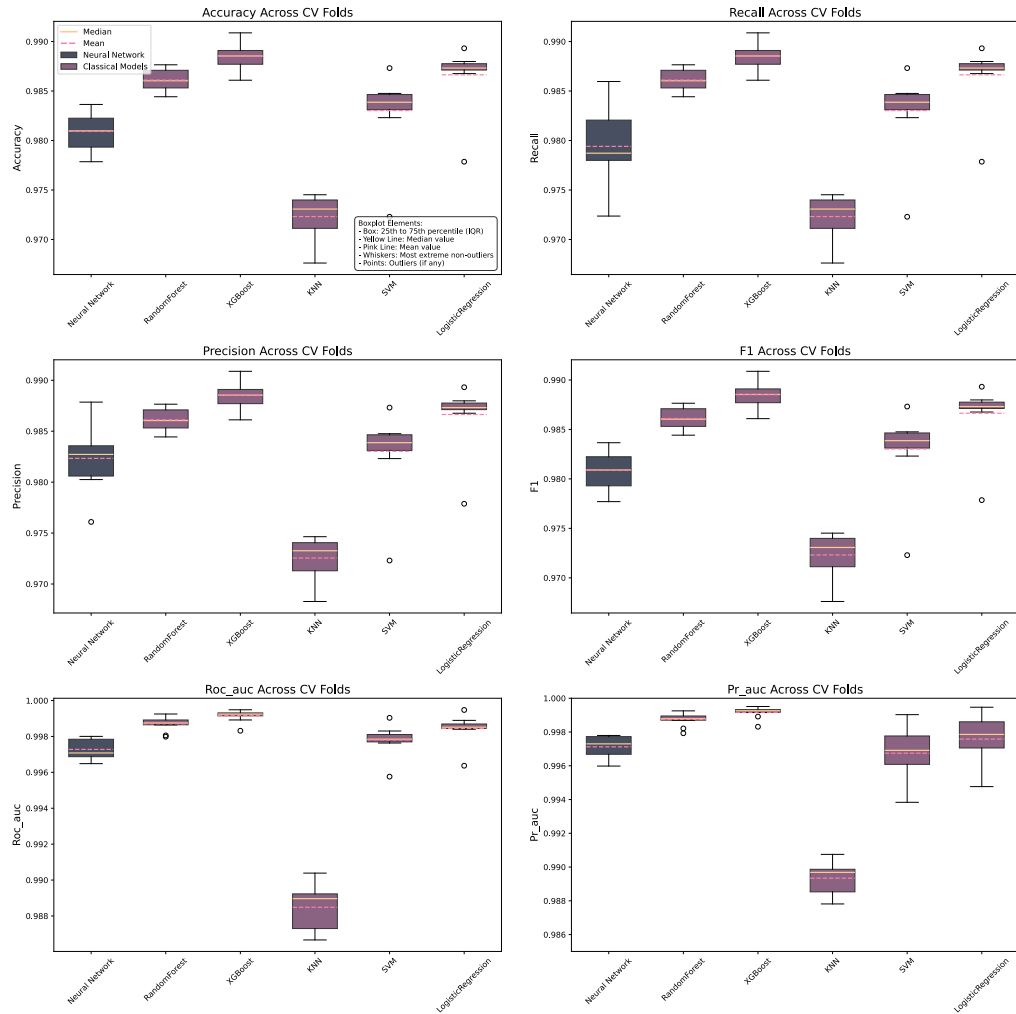 Accuracy Across CV Folds
Median
Mean
Neural Network
Classical Models
Accuracy
0.990
0.985
0.980
0.975
0.970
Boxplot Elements:
- Box: 25th to 75th percentile (IQR)
- Yellow Line: Median value
- Pink Line: Mean value
- Whiskers: Most extreme non-outliers
- Points: Outliers (if any)
Neural Network
RandomForest
XGBoost
KNN
SVM
LogisticRegression
Recall Across CV Folds
Recall
0.990
0.985
0.980
0.975
0.970
Neural Network
RandomForest
XGBoost
KNN
SVM
LogisticRegression
Precision Across CV Folds
Precision
0.990
0.985
0.980
0.975
0.970
Neural Network
RandomForest
XGBoost
KNN
SVM
LogisticRegression
F1 Across CV Folds
F1
0.990
0.985
0.980
0.975
0.970
Neural Network
RandomForest
XGBoost
KNN
SVM
LogisticRegression
Roc_auc Across CV Folds
Roc_auc
1.000
0.998
0.996
0.994
0.992
0.990
0.988
Neural Network
RandomForest
XGBoost
KNN
SVM
LogisticRegression
Pr_auc Across CV Folds
Pr_auc
1.000
0.998
0.996
0.994
0.992
0.990
0.988
0.986
Neural Network
RandomForest
XGBoost
KNN
SVM
LogisticRegression